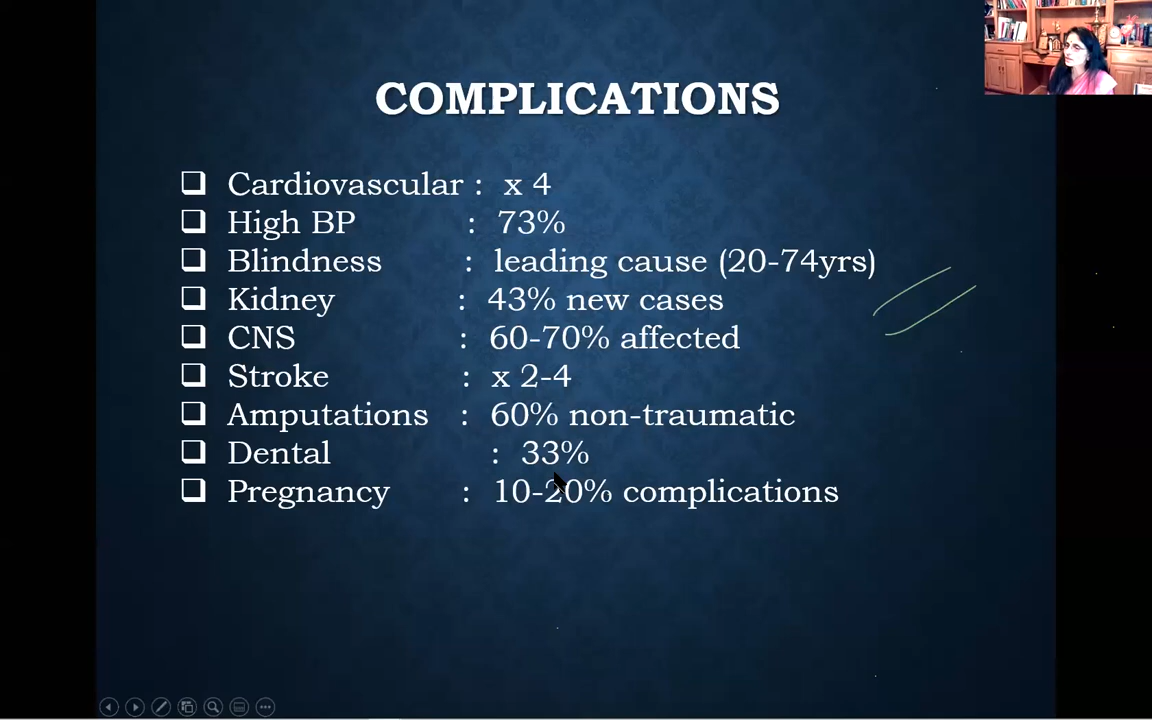 COMPLICATIONS
❑ Cardiovascular : x 4
❑ High BP : 73%
❑ Blindness : leading cause (20-74yrs)
❑ Kidney : 43% new cases
❑ CNS : 60-70% affected
❑ Stroke : x 2-4
❑ Amputations : 60% non-traumatic
❑ Dental : 33%
❑ Pregnancy : 10-20% complications